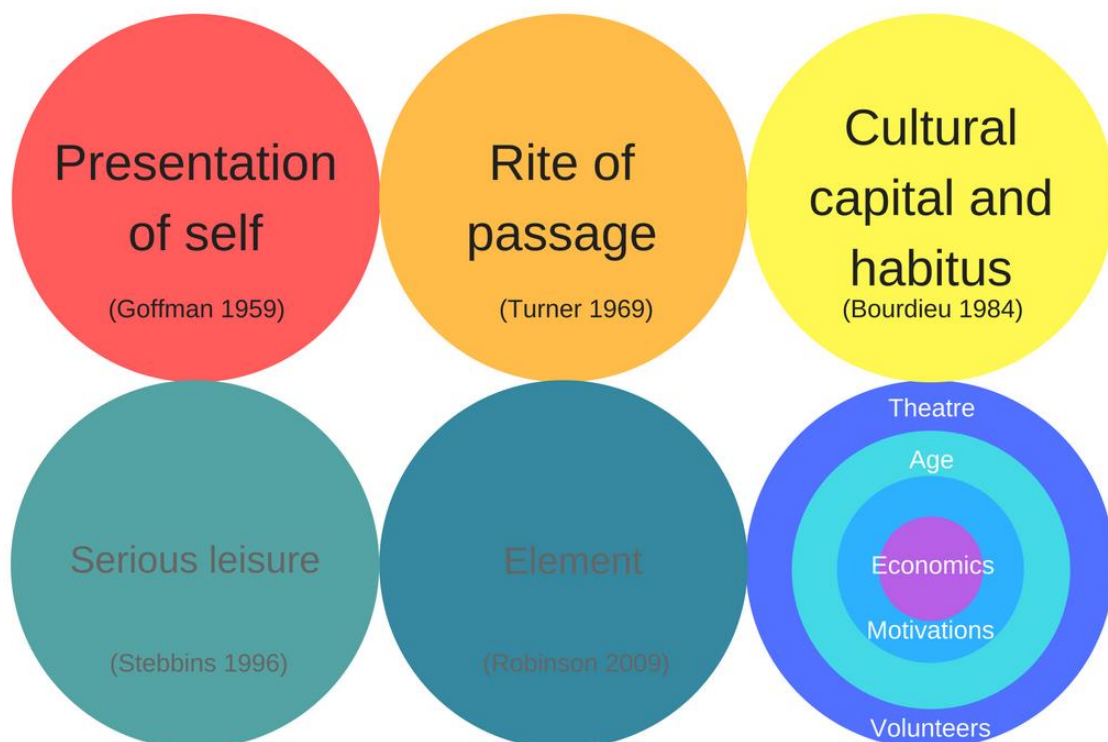 Presentation
of self
(Goffman 1959)
Rite of
passage
(Turner 1969)
Cultural
capital and
habitus
(Bourdieu 1984)
Serious leisure
(Stebbins 1996)
Element
(Robinson 2009)
Theatre
Age
Economics
Motivations
Volunteers